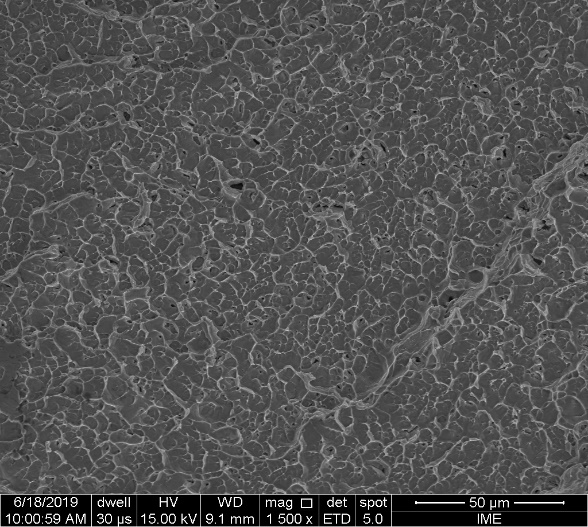 6/18/2019 dwell HV WD mag □ det spot 50 µm
10:00:59 AM 30 µs 15.00 kV 9.1 mm 1 500 x ETD 5.0 IME